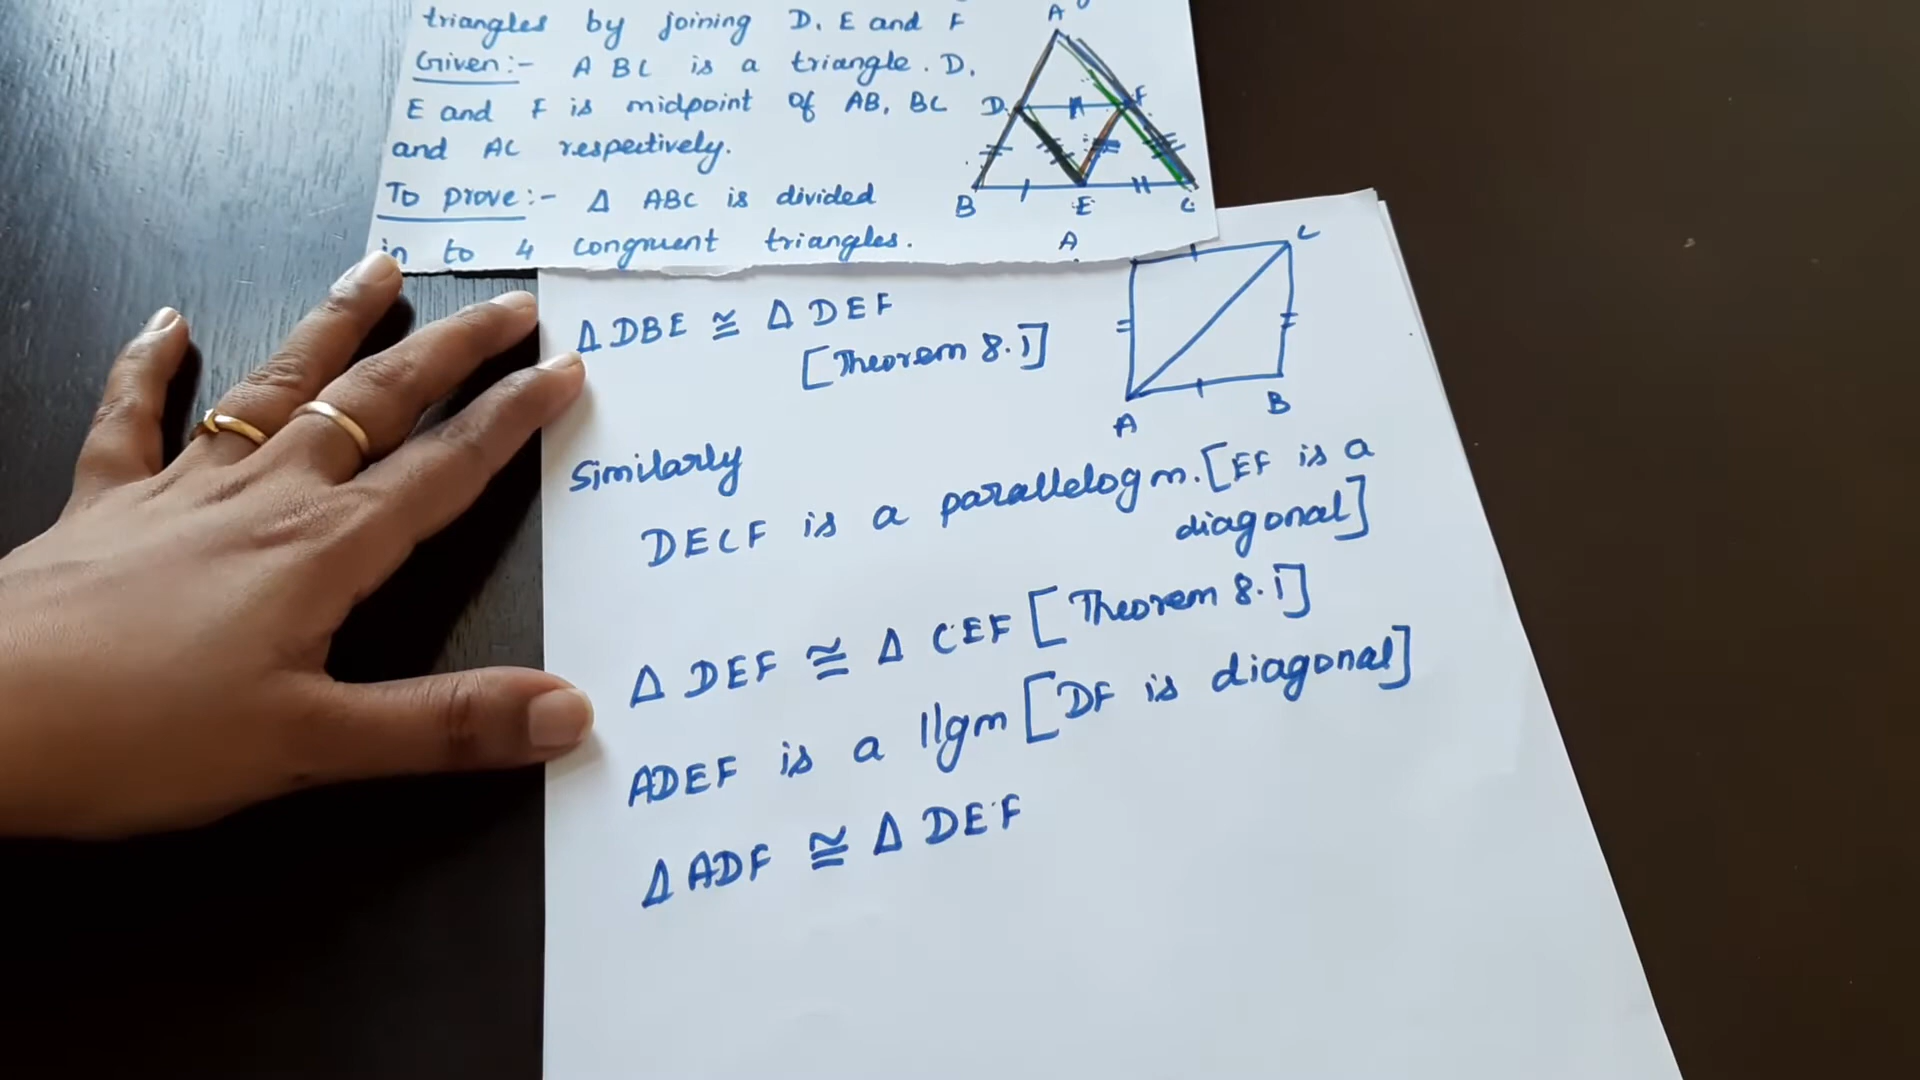 triangles by joining D, E and F
Given:- ABC is a triangle. D,
E and F is midpoint of AB, BC
and AC respectively.
To prove:- Δ ABC is divided
in to 4 congruent triangles.
A
D F
B E C
A
C
A B
Δ DBE ≅ Δ DEF
[Theorem 8.1]
Similarly
DECF is a parallelogm. [EF is a
diagonal]
Δ DEF ≅ Δ CEF [Theorem 8.1]
ADEF is a ||gm [DF is diagonal]
Δ ADF ≅ Δ DEF